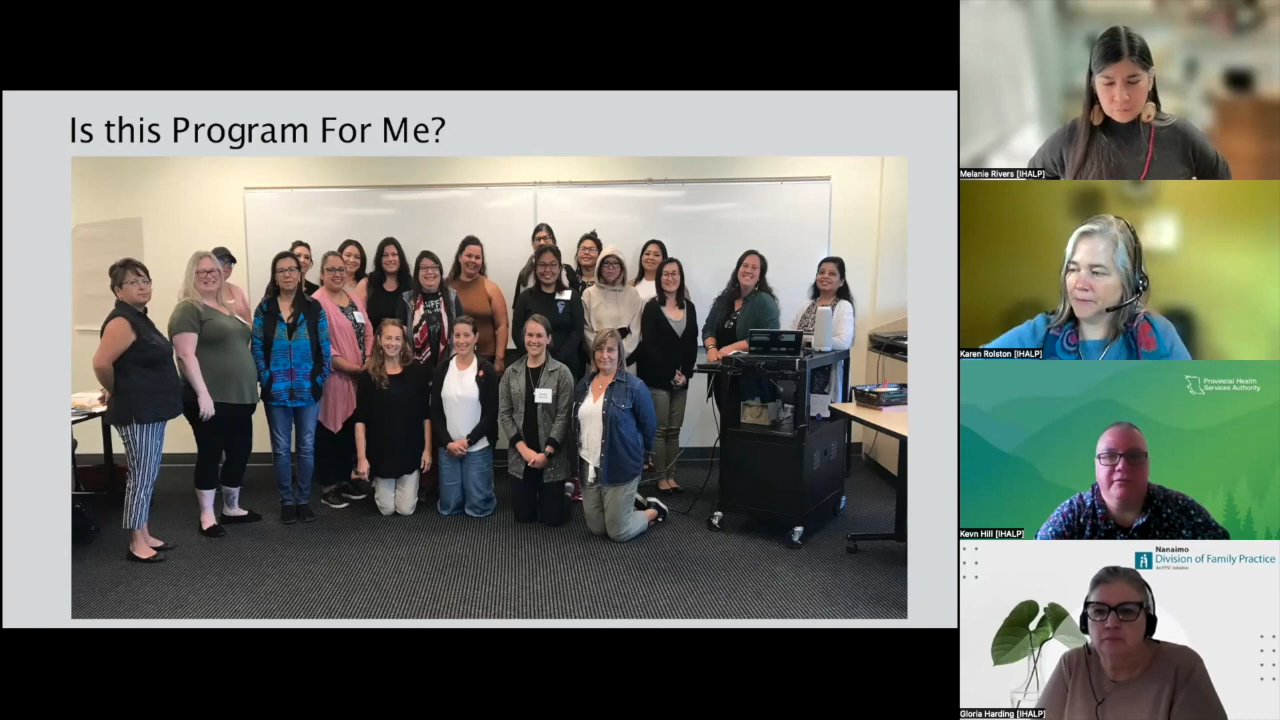 Is this Program For Me?
Melanie Rivers [IHALP]
Karen Rolston [IHALP]
Provincial Health
Services Authority
Kevn Hill [IHALP]
Nanaimo
Division of Family Practice
Gloria Harding [IHALP]